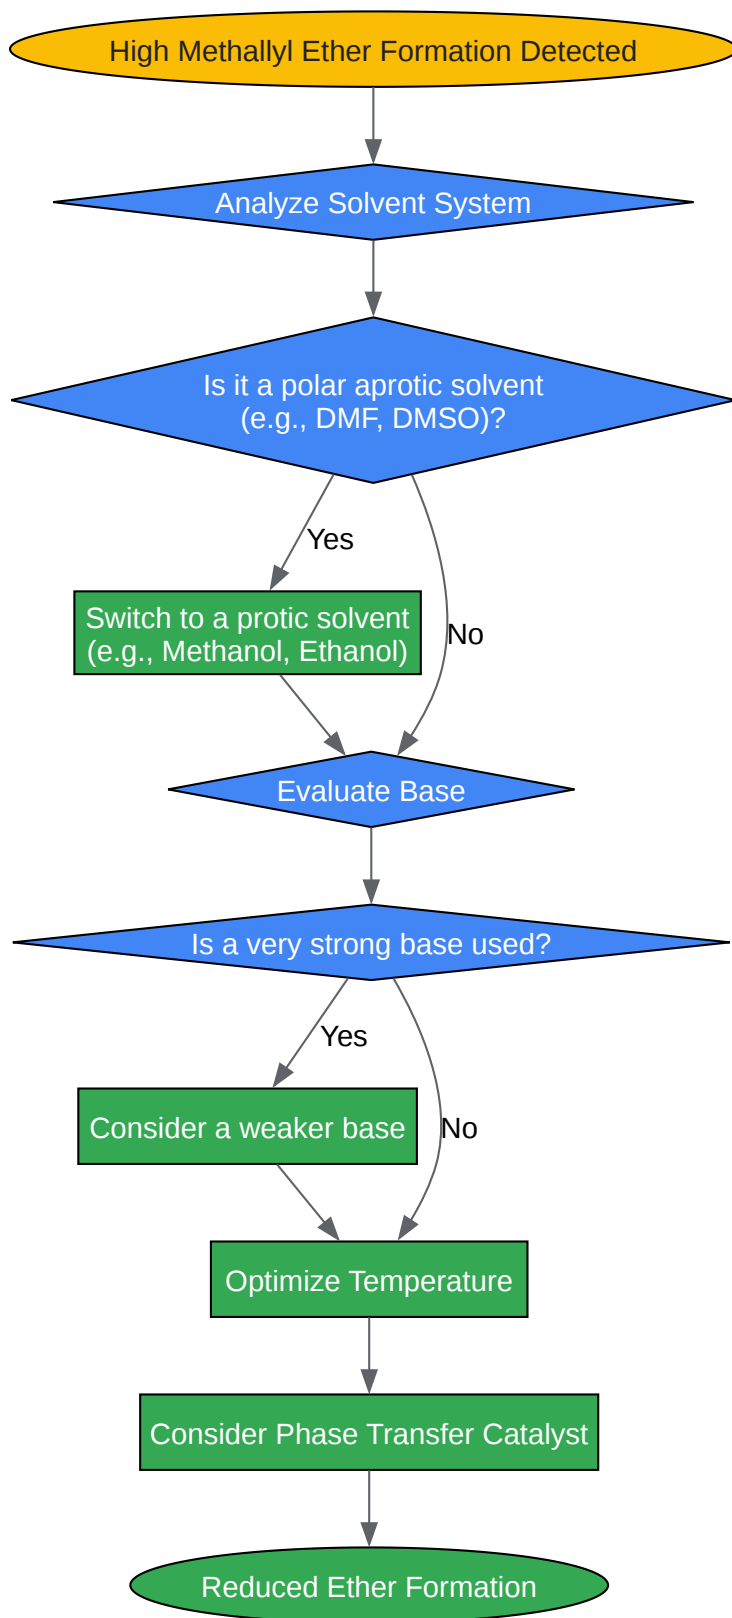 High Methallyl Ether Formation Detected
Analyze Solvent System
Is it a polar aprotic solvent
(e.g., DMF, DMSO)?
Yes
Switch to a protic solvent
(e.g., Methanol, Ethanol)
No
Evaluate Base
Is a very strong base used?
Yes
Consider a weaker base
No
Optimize Temperature
Consider Phase Transfer Catalyst
Reduced Ether Formation